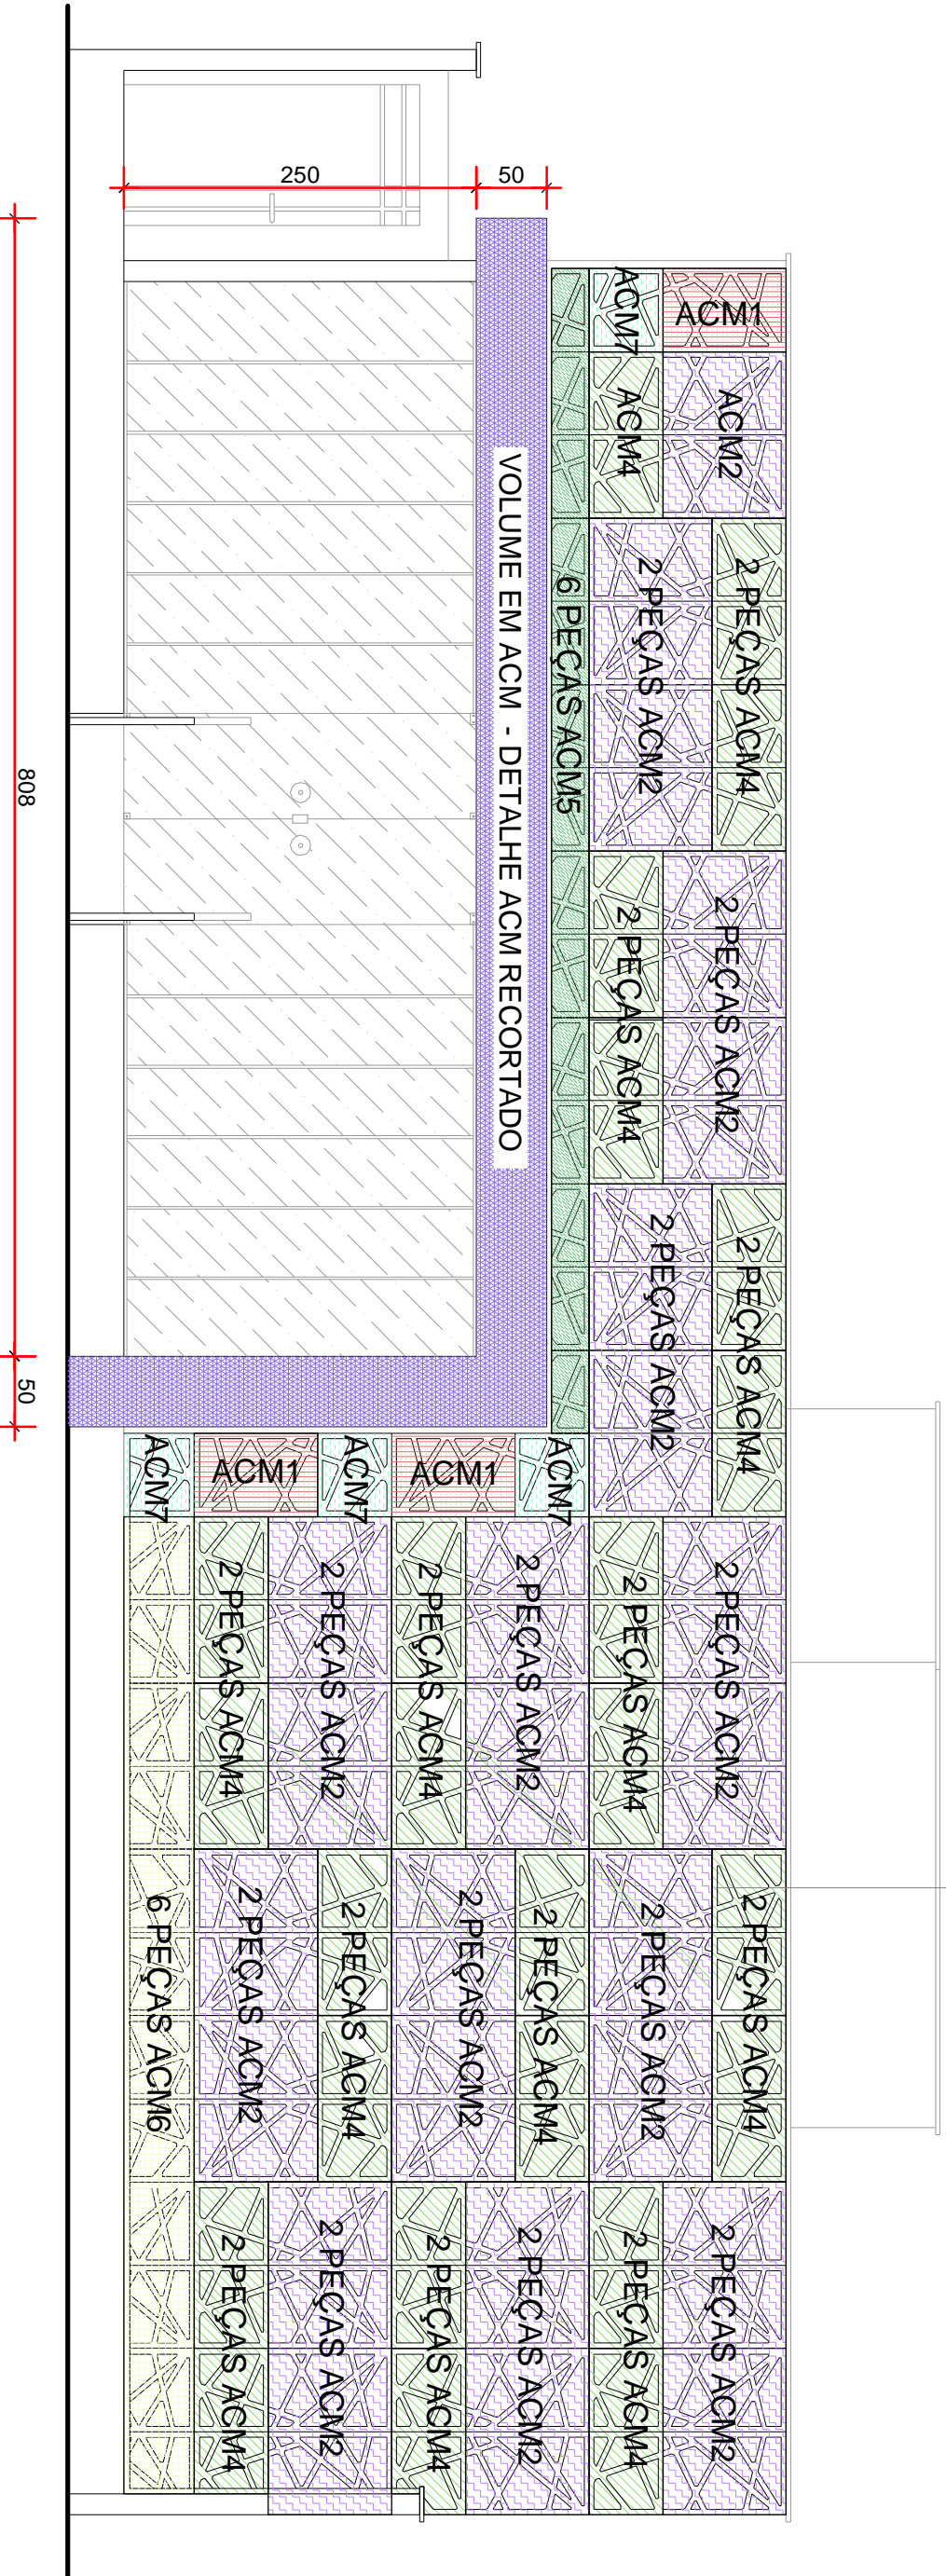 250
50
808
50
ACM1
ACM7
ACM2
ACM4
2 PEÇAS ACM4
2 PEÇAS ACM2
6 PEÇAS ACM5
VOLUME EM ACM - DETALHE ACM RECORTADO
2 PEÇAS ACM2
2 PEÇAS ACM4
2 PEÇAS ACM4
2 PEÇAS ACM2
ACM7
ACM1
ACM7
ACM1
ACM7
2 PEÇAS ACM2
2 PEÇAS ACM4
2 PEÇAS ACM2
2 PEÇAS ACM4
2 PEÇAS ACM2
2 PEÇAS ACM4
2 PEÇAS ACM4
2 PEÇAS ACM2
2 PEÇAS ACM4
2 PEÇAS ACM2
2 PEÇAS ACM4
2 PEÇAS ACM2
6 PEÇAS ACM6
2 PEÇAS ACM2
2 PEÇAS ACM4
2 PEÇAS ACM2
2 PEÇAS ACM4
2 PEÇAS ACM2
2 PEÇAS ACM4